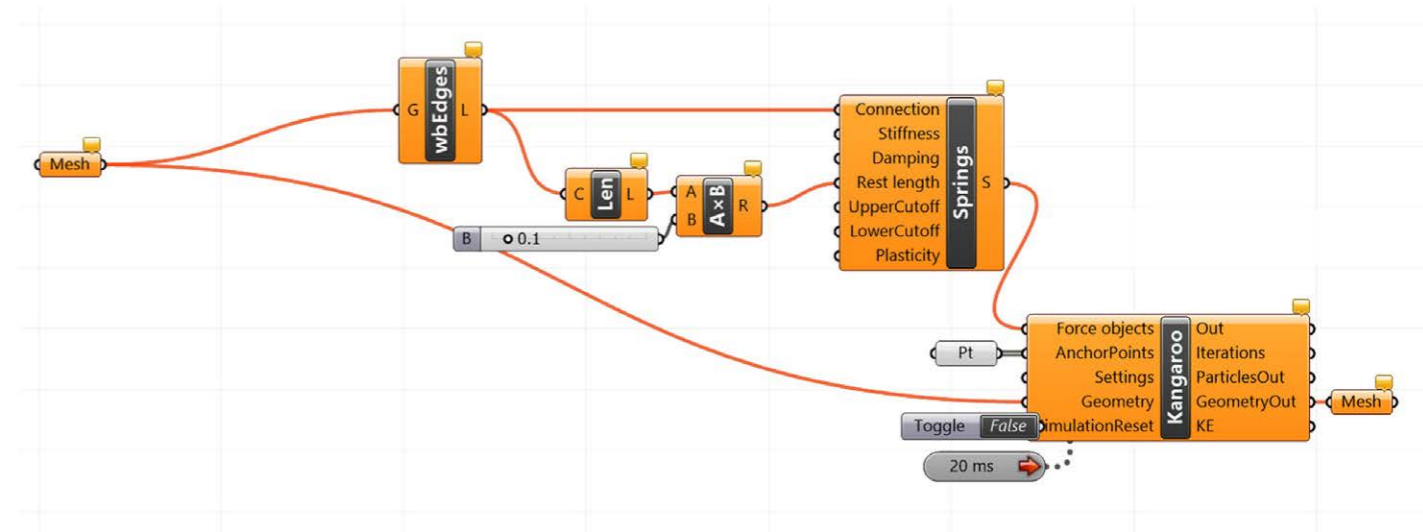 Mesh
G
wbEdges
L
C
Len
L
A
B
A×B
R
B
0.1
Connection
Stiffness
Damping
Rest length
UpperCutoff
LowerCutoff
Plasticity
Springs
S
Pt
Toggle False
20 ms
Force objects
AnchorPoints
Settings
Geometry
imulationReset
Kangaroo
Out
Iterations
ParticlesOut
GeometryOut
KE
Mesh